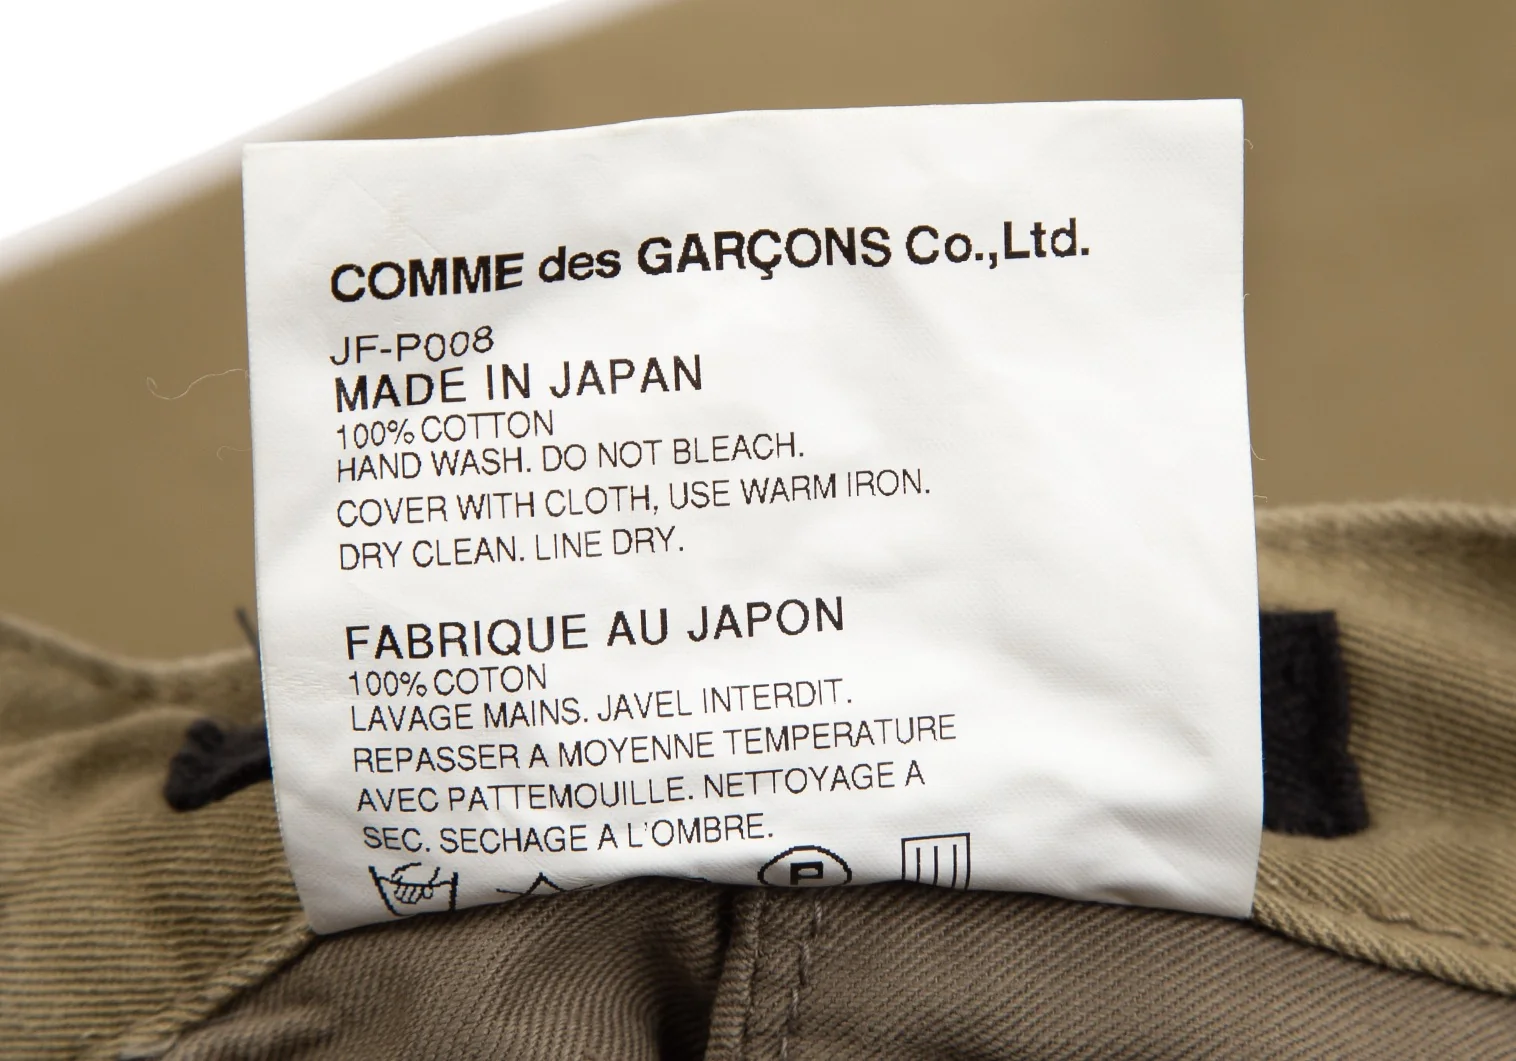 COMME des GARÇONS Co.,Ltd.
JF-P008
MADE IN JAPAN
100% COTTON
HAND WASH. DO NOT BLEACH.
COVER WITH CLOTH, USE WARM IRON.
DRY CLEAN. LINE DRY.
FABRIQUE AU JAPON
100% COTON
LAVAGE MAINS. JAVEL INTERDIT.
REPASSER A MOYENNE TEMPERATURE
AVEC PATTEMOUILLE. NETTOYAGE A
SEC. SECHAGE A L'OMBRE.
P